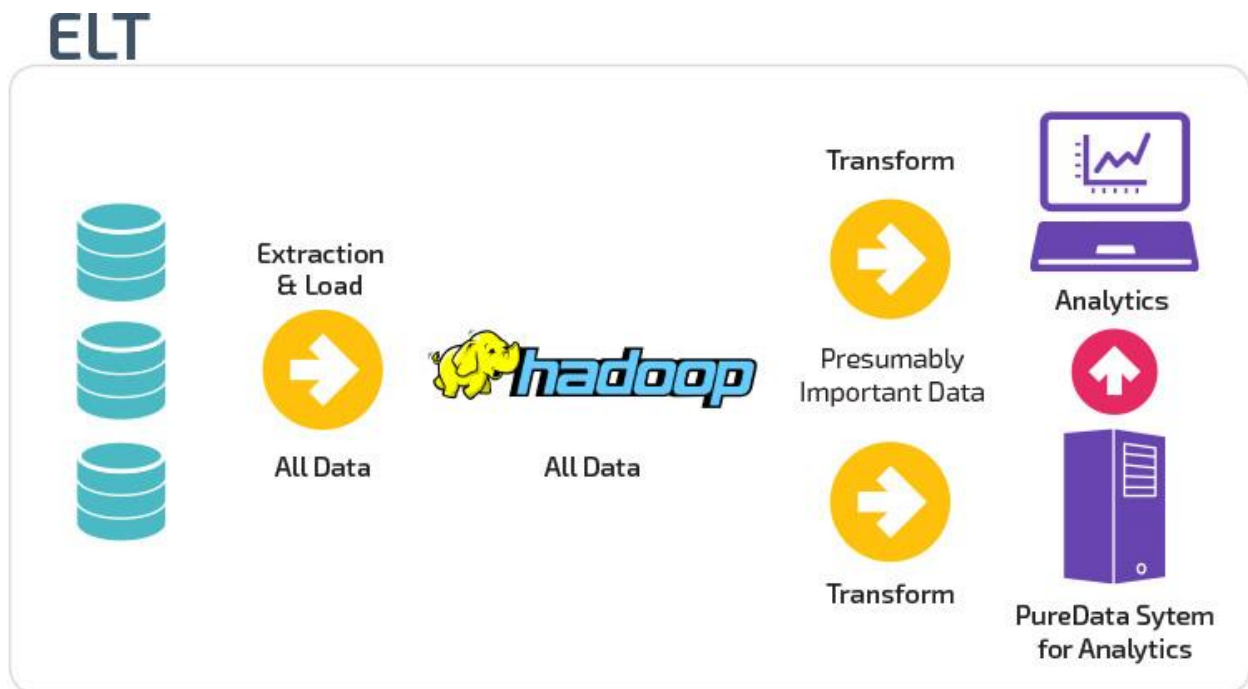 ELT
Extraction
& Load
All Data
hadoop
All Data
Transform
Presumably
Important Data
Transform
Analytics
PureData Sytem
for Analytics